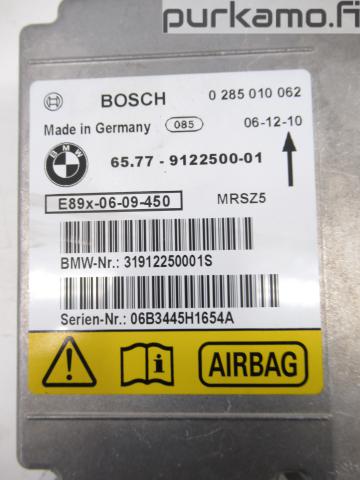 purkamo.fi
BOSCH 0 285 010 062
Made in Germany 085 06-12-10
BMW 65.77 - 9122500-01
E89x-06-09-450 MRSZ5
BMW-Nr.: 31912250001S
Serien-Nr.: 06B3445H1654A
AIRBAG